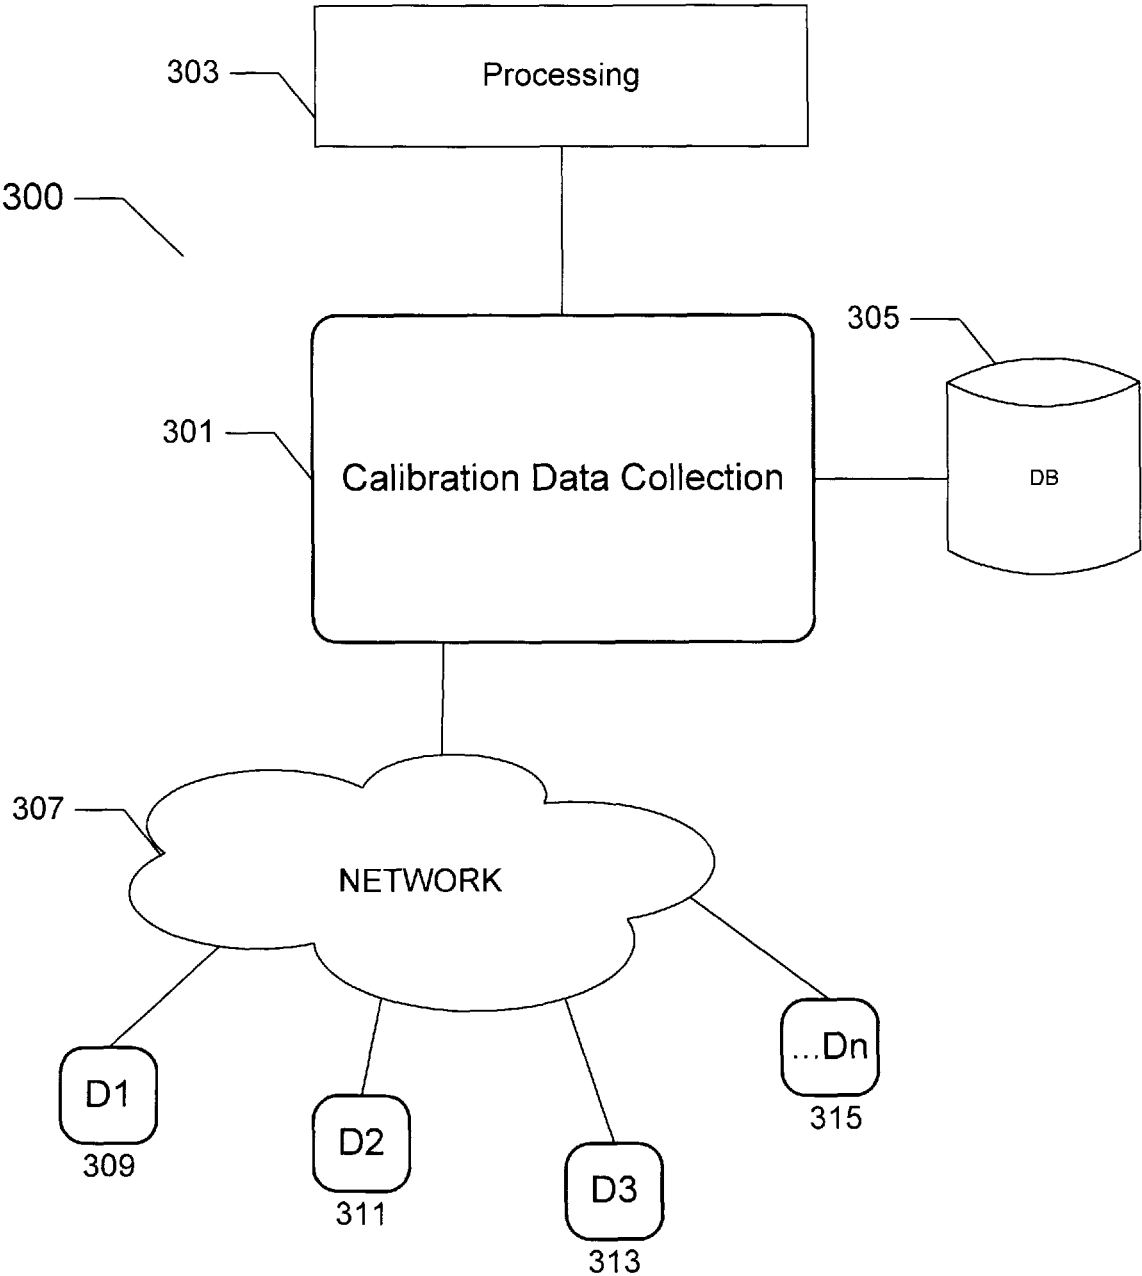 303
Processing
300
305
301
Calibration Data Collection
DB
307
NETWORK
...Dn
D1
315
D2
309
D3
311
313